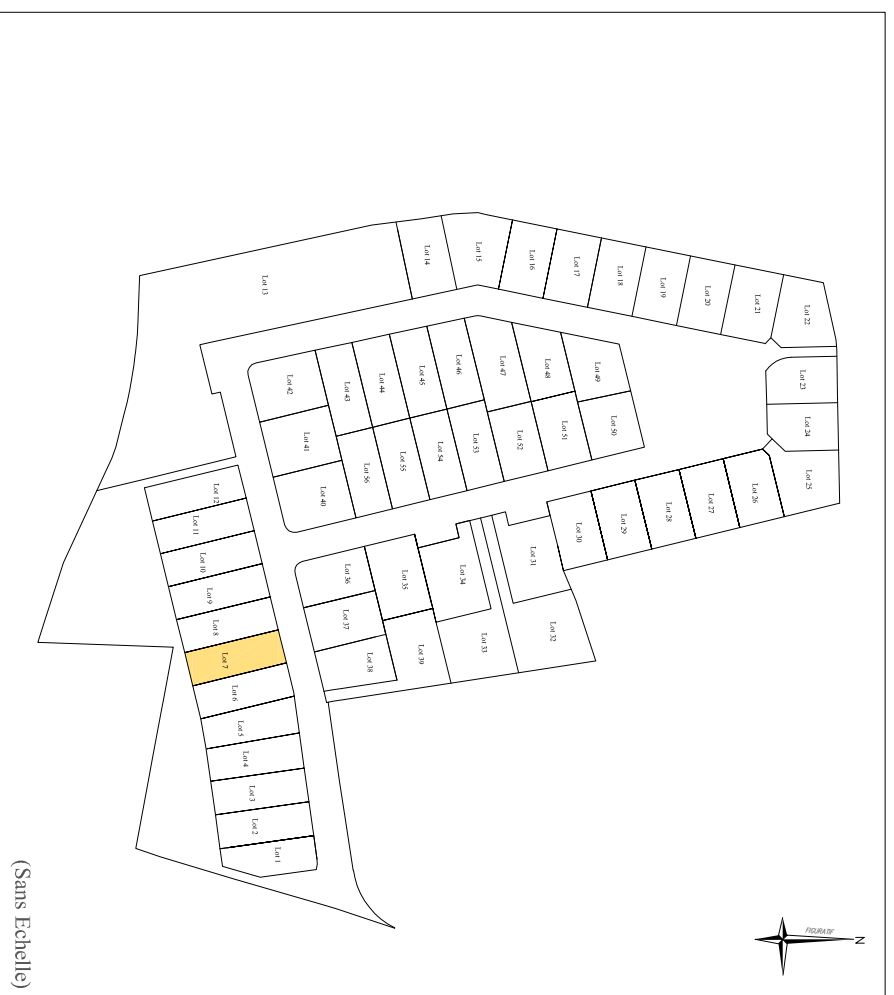 Lot 1
Lot 2
Lot 3
Lot 4
Lot 5
Lot 6
Lot 7
Lot 8
Lot 9
Lot 10
Lot 11
Lot 12
Lot 13
Lot 14
Lot 15
Lot 16
Lot 17
Lot 18
Lot 19
Lot 20
Lot 21
Lot 22
Lot 23
Lot 24
Lot 25
Lot 26
Lot 27
Lot 28
Lot 29
Lot 30
Lot 31
Lot 32
Lot 33
Lot 34
Lot 35
Lot 36
Lot 37
Lot 38
Lot 39
Lot 40
Lot 41
Lot 42
Lot 43
Lot 44
Lot 45
Lot 46
Lot 47
Lot 48
Lot 49
Lot 50
Lot 51
Lot 52
Lot 53
Lot 54
Lot 55
Lot 56
FIGURATIF
N
(Sans Echelle)